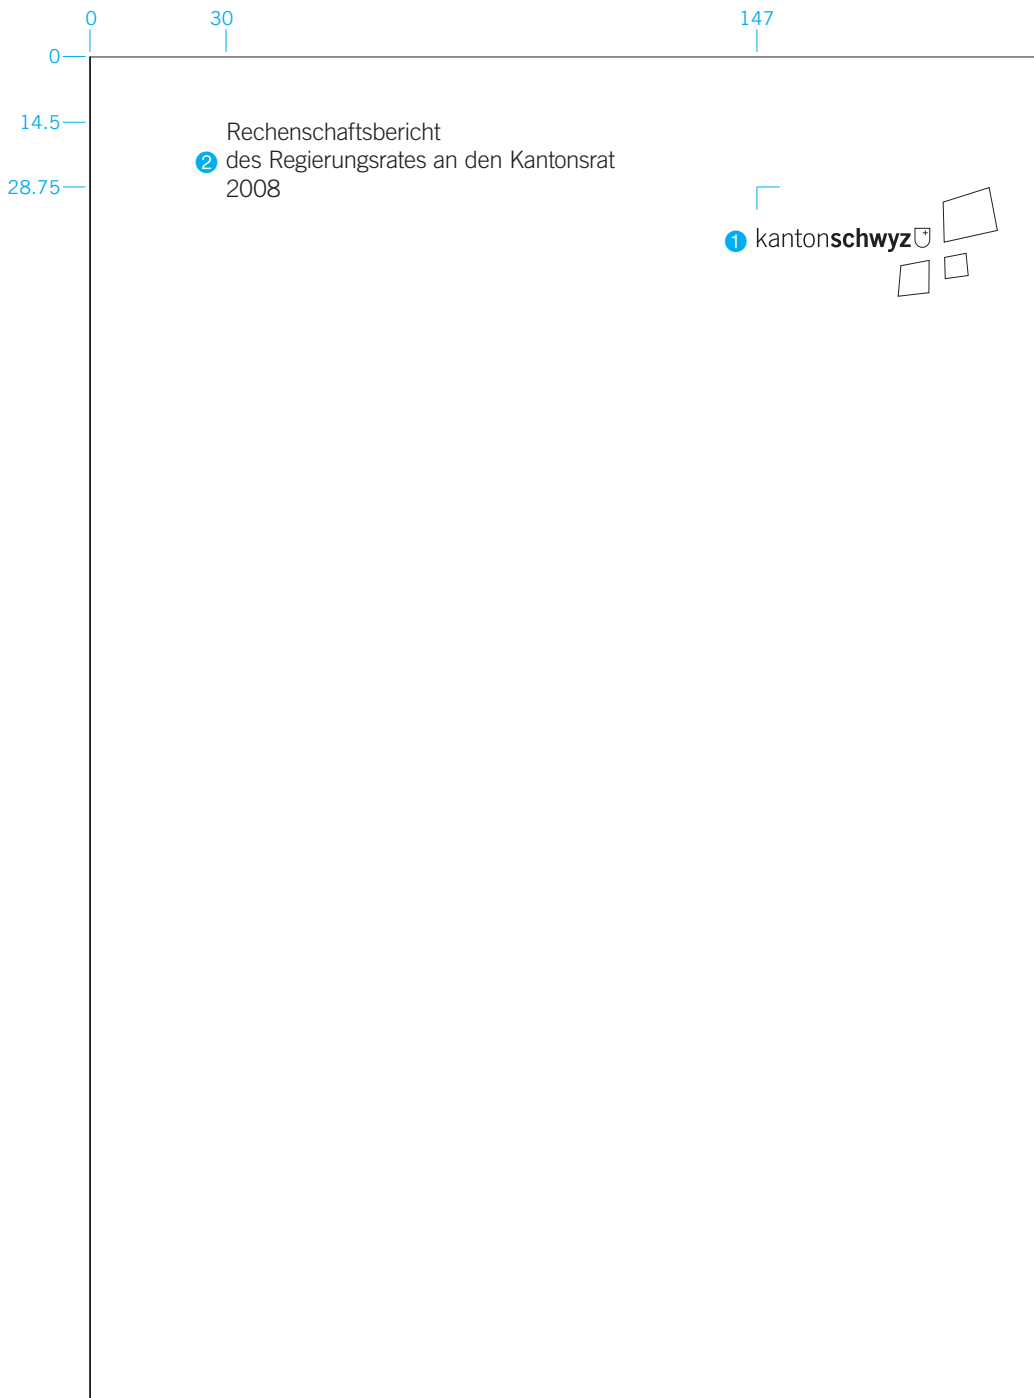 0 30 147
0
14.5
Rechenschaftsbericht
2 des Regierungsrates an den Kantonsrat
28.75
2008
1 kantonschwyz